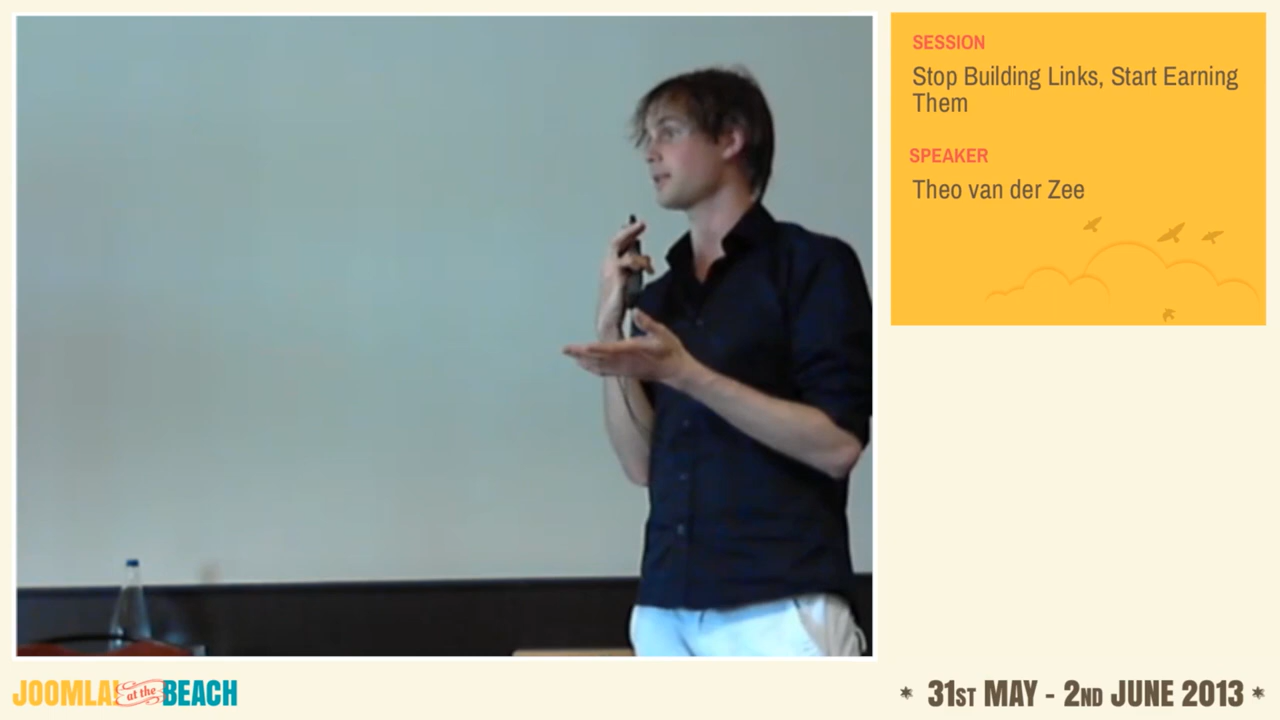 SESSION
Stop Building Links, Start Earning
Them
SPEAKER
Theo van der Zee
JOOMLA! at the BEACH
* 31ST MAY - 2ND JUNE 2013 *